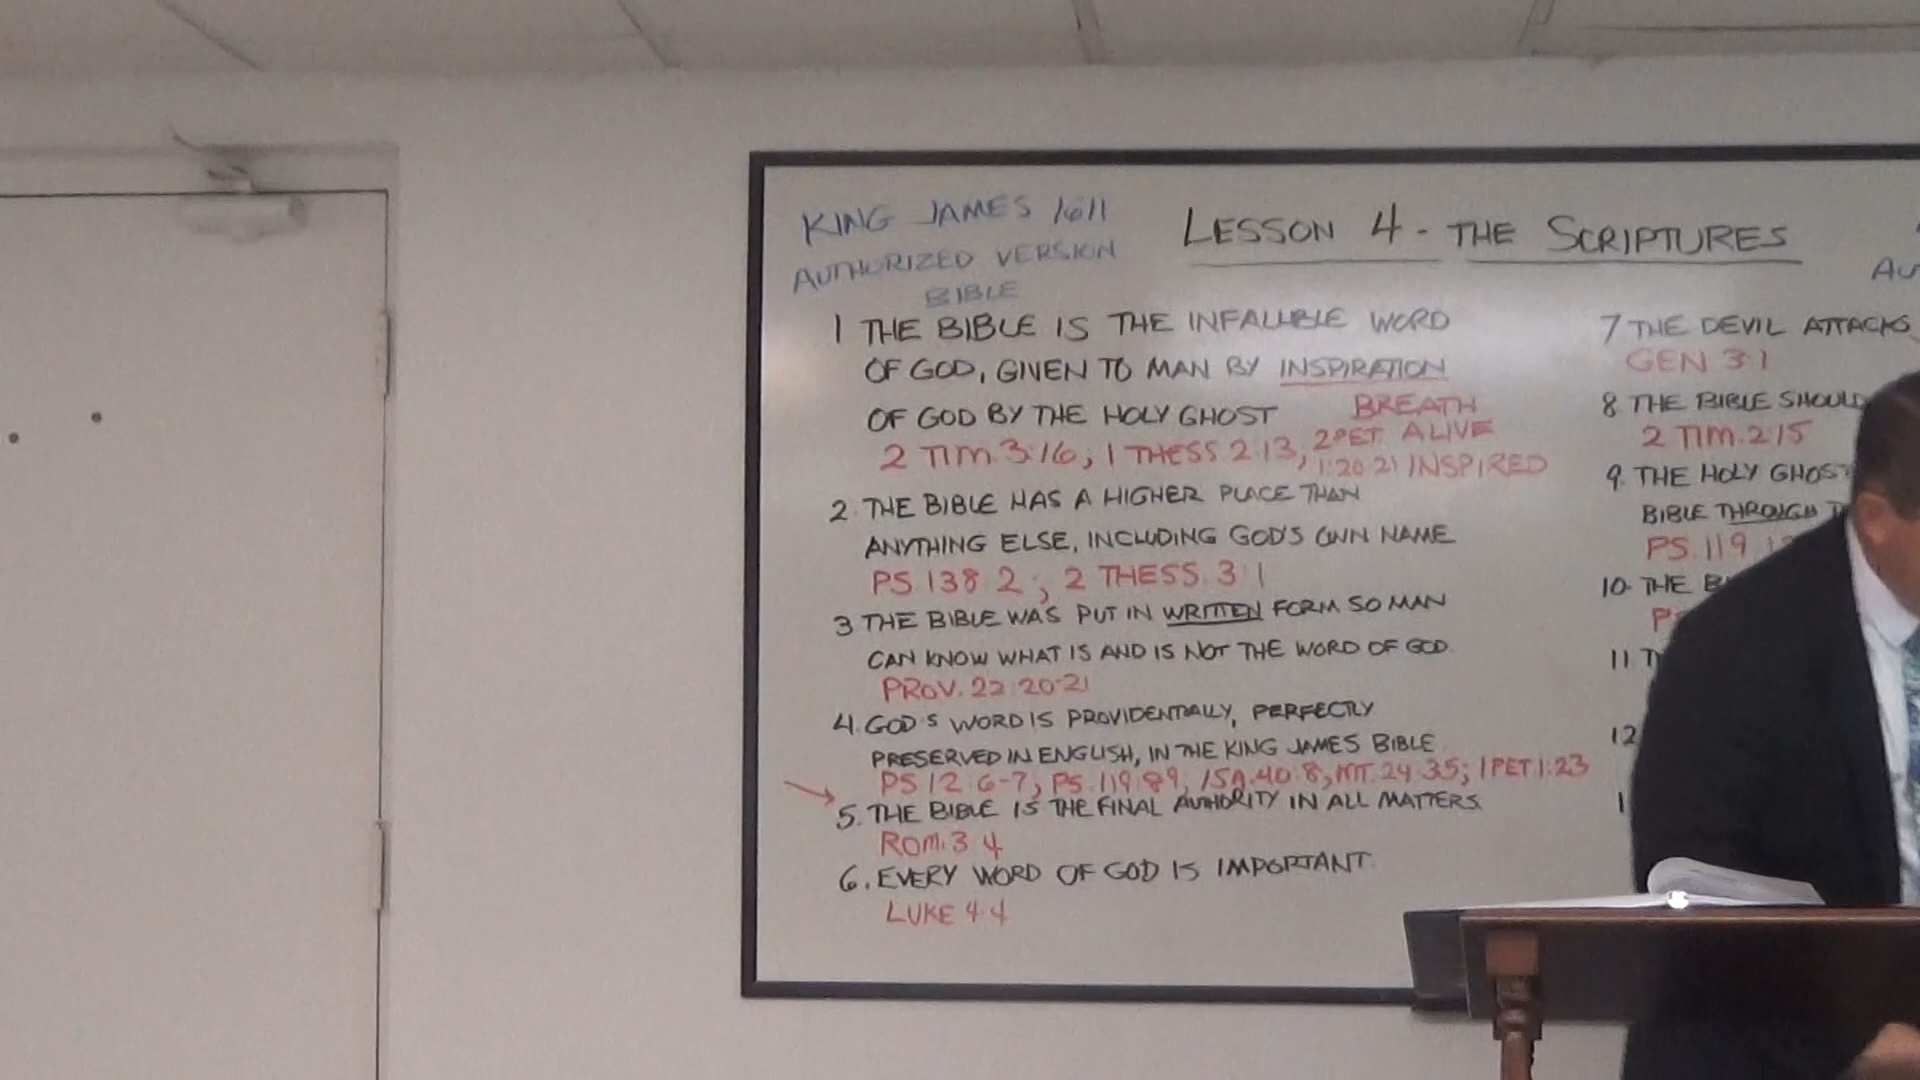 KING JAMES 1611
AUTHORIZED VERSION
BIBLE
LESSON 4 - THE SCRIPTURES
1 THE BIBLE IS THE INFALLIBLE WORD
OF GOD, GIVEN TO MAN BY INSPIRATION
OF GOD BY THE HOLY GHOST
BREATH
ALIVE
INSPIRED
2 TIM. 3:16; 1 THESS 2:13; 2 PET
1:20-21
2. THE BIBLE HAS A HIGHER PLACE THAN
ANYTHING ELSE, INCLUDING GOD'S OWN NAME
PS 138:2; 2 THESS. 3:1
3 THE BIBLE WAS PUT IN WRITTEN FORM SO MAN
CAN KNOW WHAT IS AND IS NOT THE WORD OF GOD.
PROV. 22:20-21
4. GOD'S WORD IS PROVIDENTIALLY, PERFECTLY
PRESERVED IN ENGLISH, IN THE KING JAMES BIBLE.
PS 12:6-7; PS. 119:89, ISA. 40:8; MT. 24:35; 1 PET. 1:23
5. THE BIBLE IS THE FINAL AUTHORITY IN ALL MATTERS.
ROM. 3:4
6. EVERY WORD OF GOD IS IMPORTANT
LUKE 4:4
AU
7 THE DEVIL ATTACKS
GEN 3:1
8. THE BIBLE SHOULD
2 TIM. 2:15
9. THE HOLY GHOST
BIBLE THROUGH
PS. 119
10. THE
11.
12